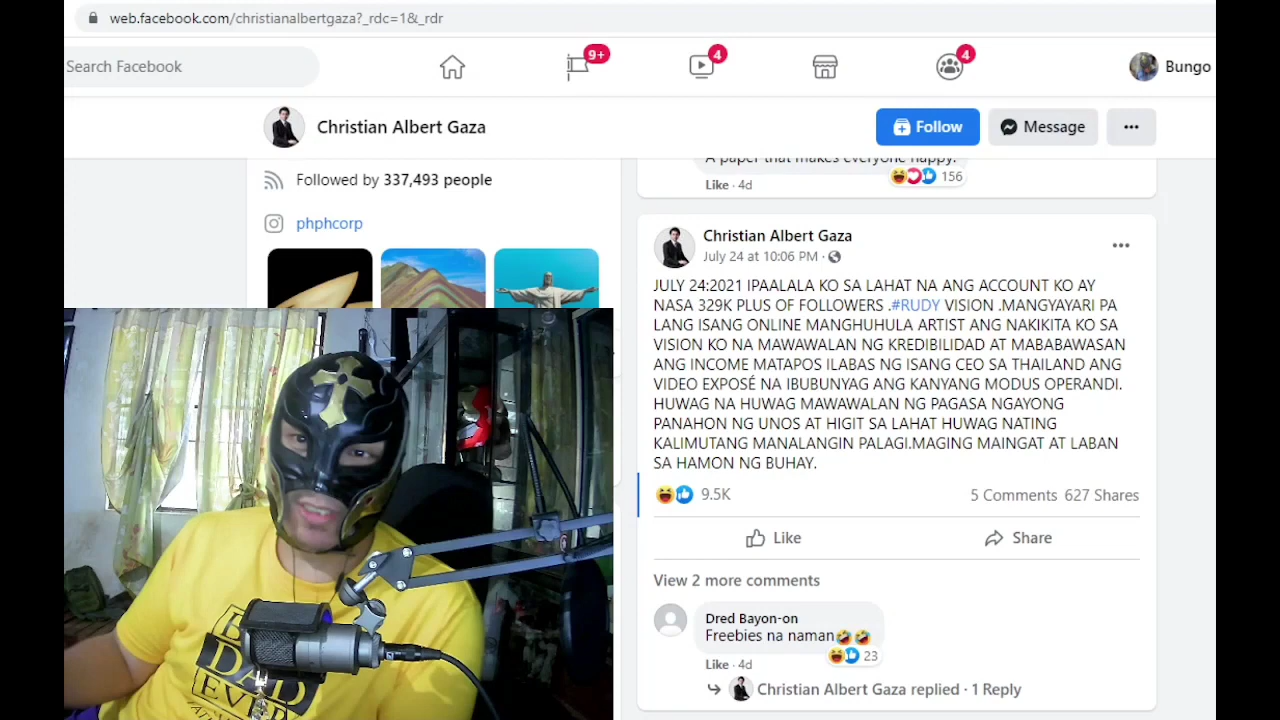 web.facebook.com/christianalbertgaza?_rdc=1&_rdr
Search Facebook
9+
4
4
Bungo
Christian Albert Gaza
Follow
Message
Followed by 337,493 people
phphcorp
A paper that makes everyone happy.
156
Like · 4d
Christian Albert Gaza
July 24 at 10:06 PM ·
JULY 24:2021 IPAALALA KO SA LAHAT NA ANG ACCOUNT KO AY
NASA 329K PLUS OF FOLLOWERS .#RUDY VISION .MANGYAYARI PA
LANG ISANG ONLINE MANGHUHULA ARTIST ANG NAKIKITA KO SA
VISION KO NA MAWAWALAN NG KREDIBILIDAD AT MABABAWASAN
ANG INCOME MATAPOS ILABAS NG ISANG CEO SA THAILAND ANG
VIDEO EXPOSÉ NA IBUBUNYAG ANG KANYANG MODUS OPERANDI.
HUWAG NA HUWAG MAWAWALAN NG PAGASA NGAYONG
PANAHON NG UNOS AT HIGIT SA LAHAT HUWAG NATING
KALIMUTANG MANALANGIN PALAGI.MAGING MAINGAT AT LABAN
SA HAMON NG BUHAY.
9.5K
5 Comments 627 Shares
Like
Share
View 2 more comments
Dred Bayon-on
Freebies na naman🤣🤣
23
Like · 4d
Christian Albert Gaza replied · 1 Reply
DAD